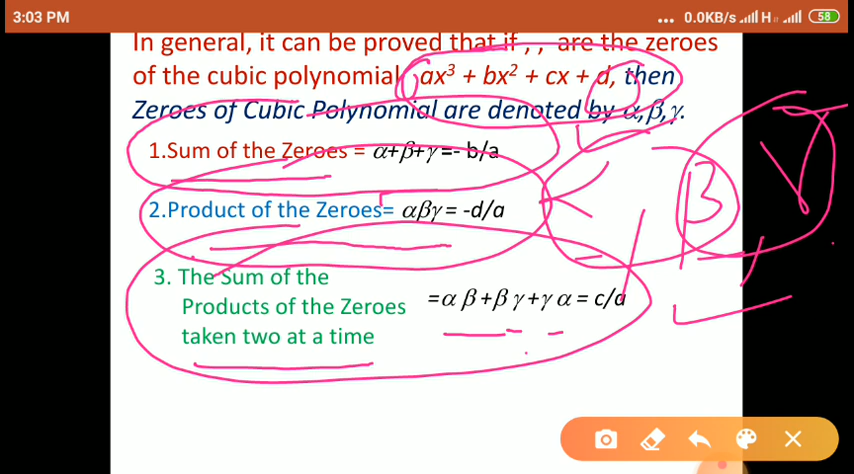 3:03 PM
... 0.0KB/s H 58
In general, it can be proved that if , , are the zeroes
of the cubic polynomial ax³ + bx² + cx + d, then
Zeroes of Cubic Polynomial are denoted by α,β,γ.
1.Sum of the Zeroes = α+β+γ=- b/a
2.Product of the Zeroes= αβγ= -d/a
3. The Sum of the
Products of the Zeroes =α β+β γ+γ α = c/a
taken two at a time
β γ